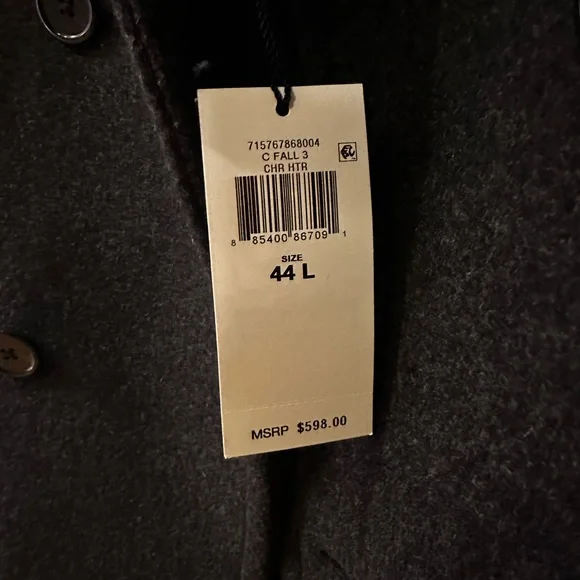 715767868004
C FALL 3
CHR HTR
8 85400 86709 1
SIZE
44 L
MSRP $598.00